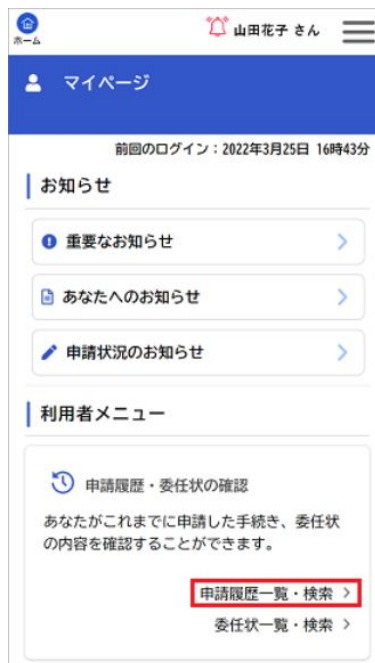 ホーム
山田花子 さん
マイページ
前回のログイン：2022年3月25日 16時43分
お知らせ
重要なお知らせ
あなたへのお知らせ
申請状況のお知らせ
利用者メニュー
申請履歴・委任状の確認
あなたがこれまでに申請した手続き、委任状
の内容を確認することができます。
申請履歴一覧・検索
委任状一覧・検索